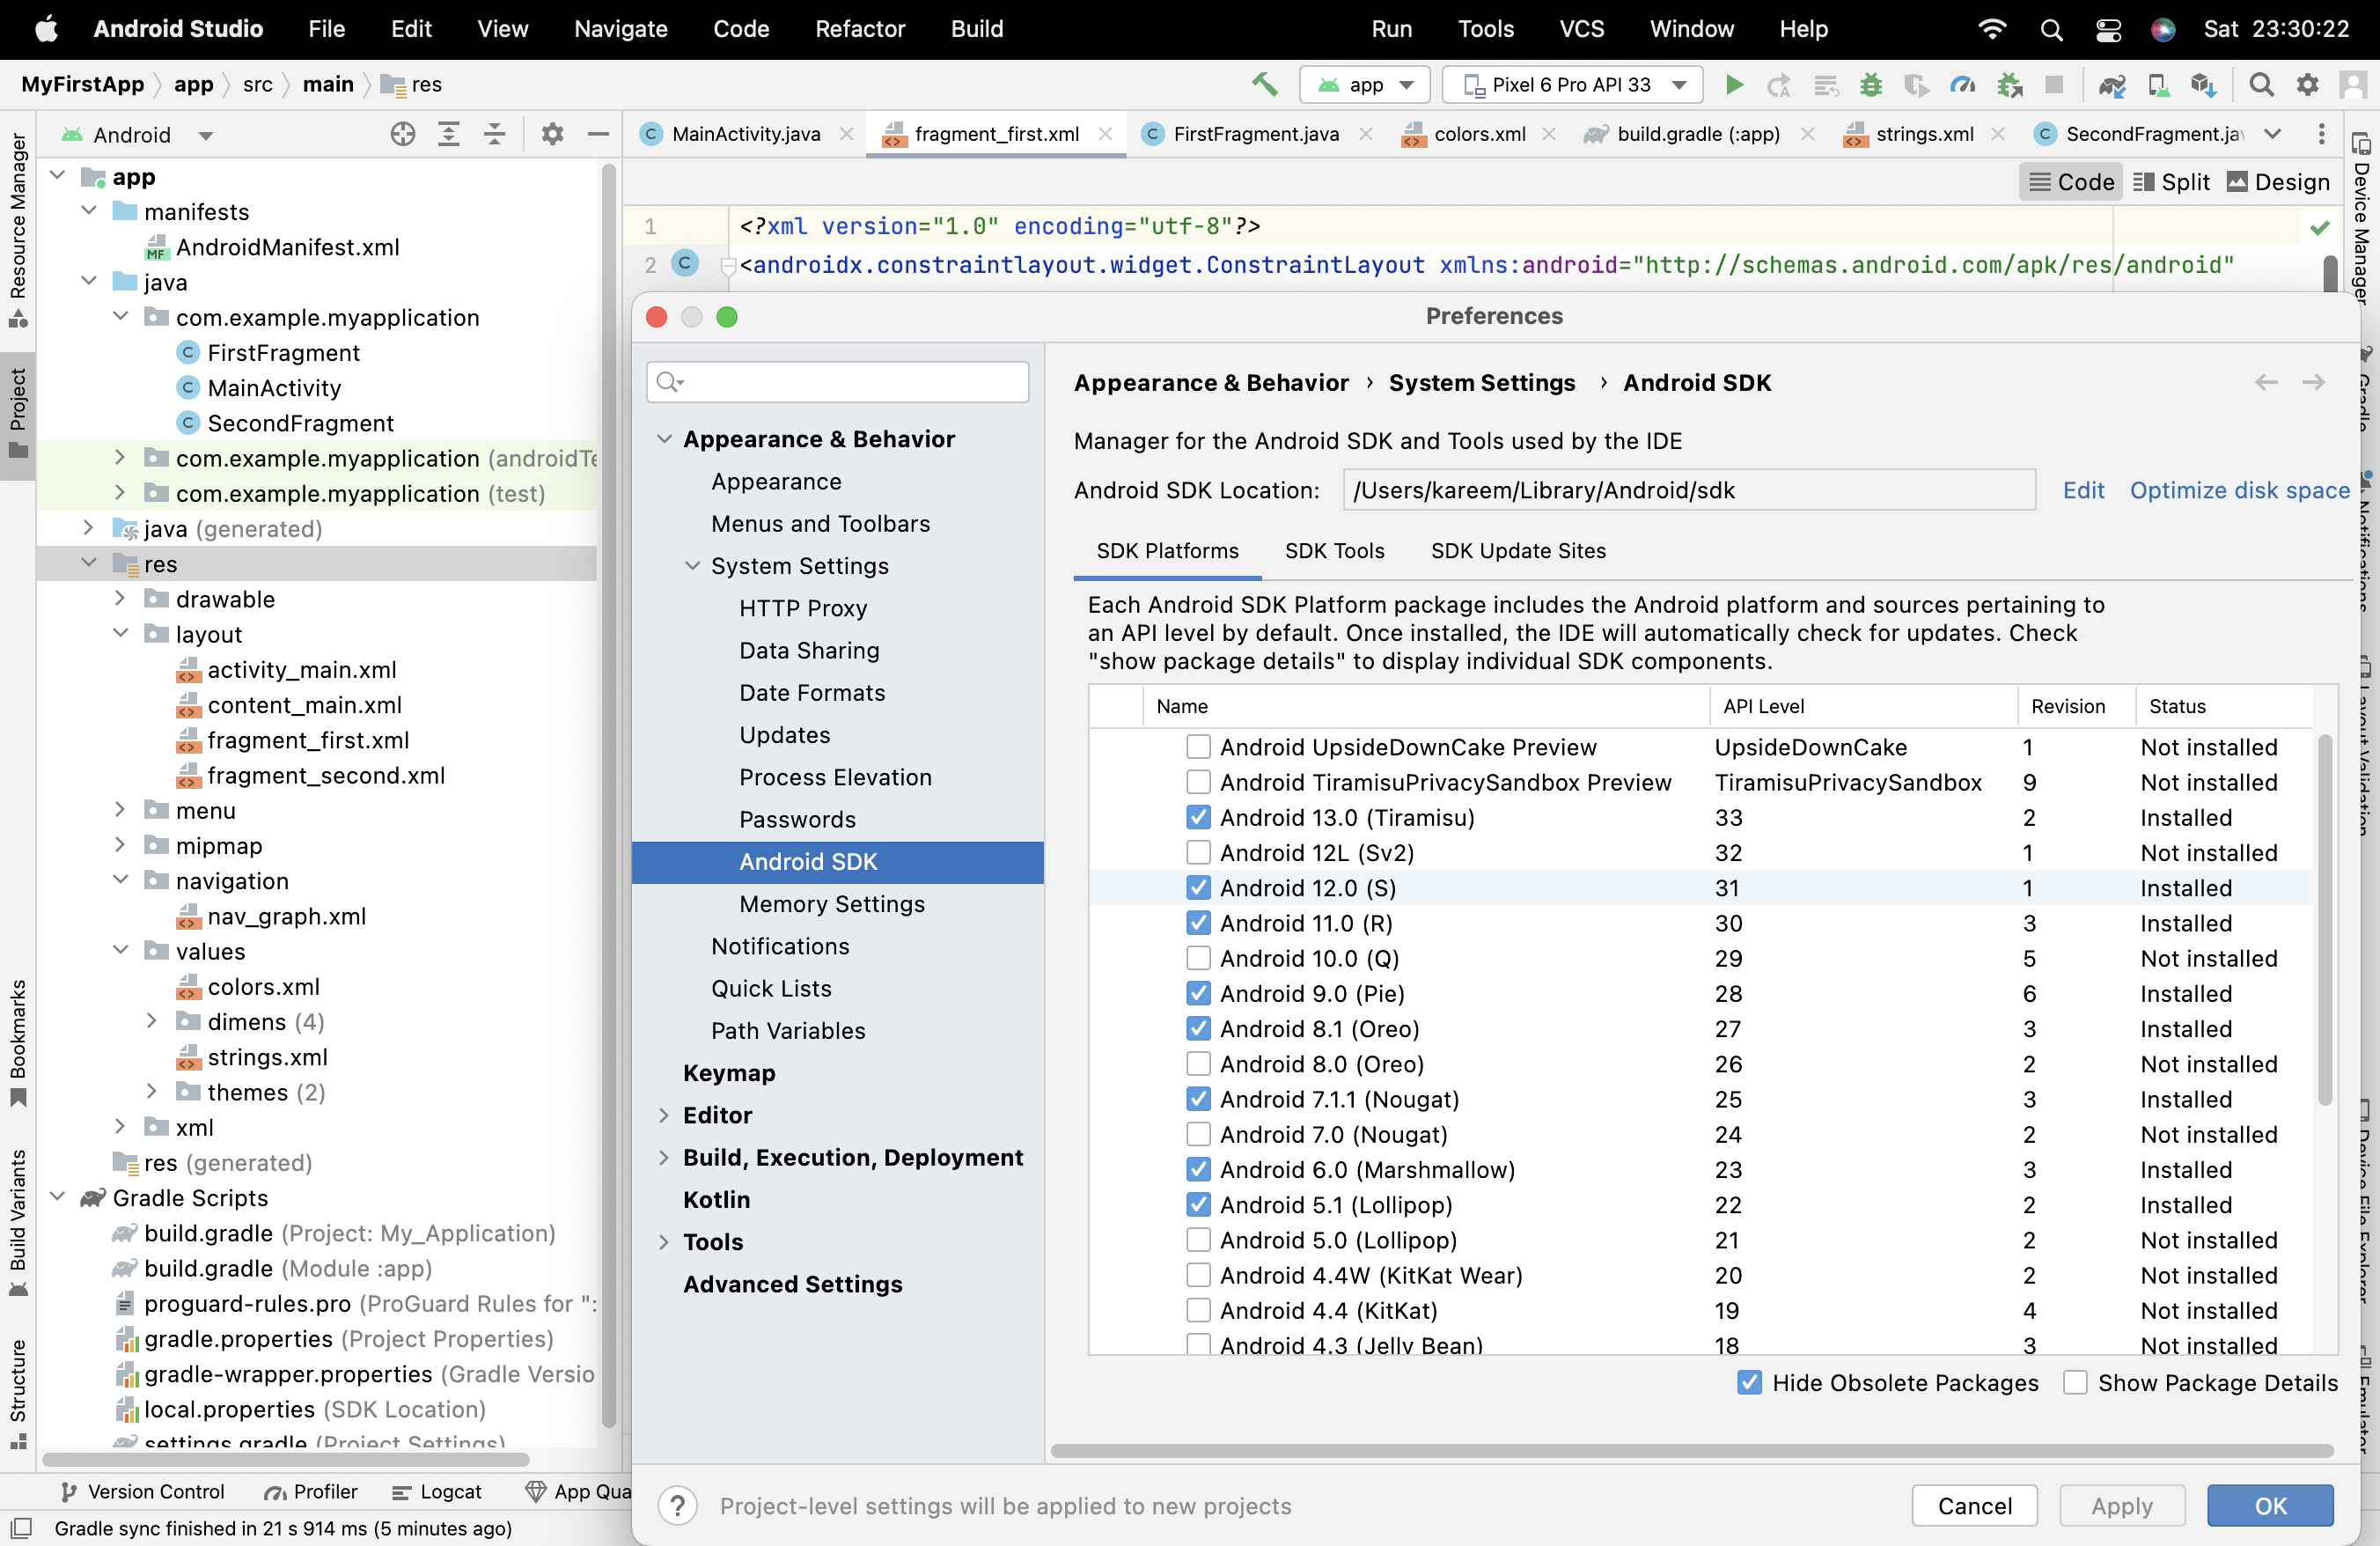 Android Studio File Edit View Navigate Code Refactor Build Run Tools VCS Window Help Sat 23:30:22
MyFirstApp app src main res app Pixel 6 Pro API 33
Android MainActivity.java fragment_first.xml FirstFragment.java colors.xml build.gradle (:app) strings.xml
Code Split Design
Resource Manager
Project
Bookmarks
Build Variants
Structure
app
manifests
AndroidManifest.xml
java
com.example.myapplication
FirstFragment
MainActivity
SecondFragment
com.example.myapplication
com.example.myapplication (test)
java (generated)
res
drawable
layout
activity_main.xml
content_main.xml
fragment_first.xml
fragment_second.xml
menu
mipmap
navigation
nav_graph.xml
values
colors.xml
dimens (4)
strings.xml
themes (2)
xml
res (generated)
Gradle Scripts
build.gradle (Project: My_Application)
build.gradle (Module :app)
proguard-rules.pro (ProGuard Rules for ":
gradle.properties (Project Properties)
gradle-wrapper.properties (Gradle Versio
local.properties (SDK Location)
settings.gradle (Project Settings)
1 <?xml version="1.0" encoding="utf-8"?>
2 <androidx.constraintlayout.widget.ConstraintLayout xmlns:android="http://schemas.android.com/apk/res/android"
Preferences
Appearance & Behavior
Appearance
Menus and Toolbars
System Settings
HTTP Proxy
Data Sharing
Date Formats
Updates
Process Elevation
Passwords
Android SDK
Memory Settings
Notifications
Quick Lists
Path Variables
Keymap
Editor
Build, Execution, Deployment
Kotlin
Tools
Advanced Settings
Appearance & Behavior › System Settings › Android SDK
Manager for the Android SDK and Tools used by the IDE
Android SDK Location: /Users/kareem/Library/Android/sdk Edit Optimize disk space
SDK Platforms SDK Tools SDK Update Sites
Each Android SDK Platform package includes the Android platform and sources pertaining to
an API level by default. Once installed, the IDE will automatically check for updates. Check
"show package details" to display individual SDK components.
Name API Level Revision Status
Android UpsideDownCake Preview UpsideDownCake 1 Not installed
Android TiramisuPrivacySandbox Preview TiramisuPrivacySandbox 9 Not installed
Android 13.0 (Tiramisu) 33 2 Installed
Android 12L (Sv2) 32 1 Not installed
Android 12.0 (S) 31 1 Installed
Android 11.0 (R) 30 3 Installed
Android 10.0 (Q) 29 5 Not installed
Android 9.0 (Pie) 28 6 Installed
Android 8.1 (Oreo) 27 3 Installed
Android 8.0 (Oreo) 26 2 Not installed
Android 7.1.1 (Nougat) 25 3 Installed
Android 7.0 (Nougat) 24 2 Not installed
Android 6.0 (Marshmallow) 23 3 Installed
Android 5.1 (Lollipop) 22 2 Installed
Android 5.0 (Lollipop) 21 2 Not installed
Android 4.4W (KitKat Wear) 20 2 Not installed
Android 4.4 (KitKat) 19 4 Not installed
Android 4.3 (Jelly Bean) 18 3 Not installed
Hide Obsolete Packages Show Package Details
? Project-level settings will be applied to new projects Cancel Apply OK
Device Manager
Notifications
Layout Validation
Device File Explorer
Emulator
Version Control Profiler Logcat App Qua
Gradle sync finished in 21 s 914 ms (5 minutes ago)